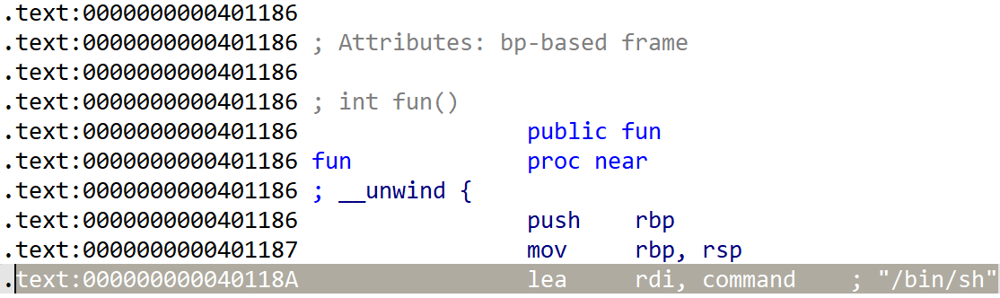 .text:0000000000401186
.text:0000000000401186 ; Attributes: bp-based frame
.text:0000000000401186
.text:0000000000401186 ; int fun()
.text:0000000000401186 public fun
.text:0000000000401186 fun proc near
.text:0000000000401186 ; __unwind {
.text:0000000000401186 push rbp
.text:0000000000401187 mov rbp, rsp
.text:000000000040118A lea rdi, command ; "/bin/sh"